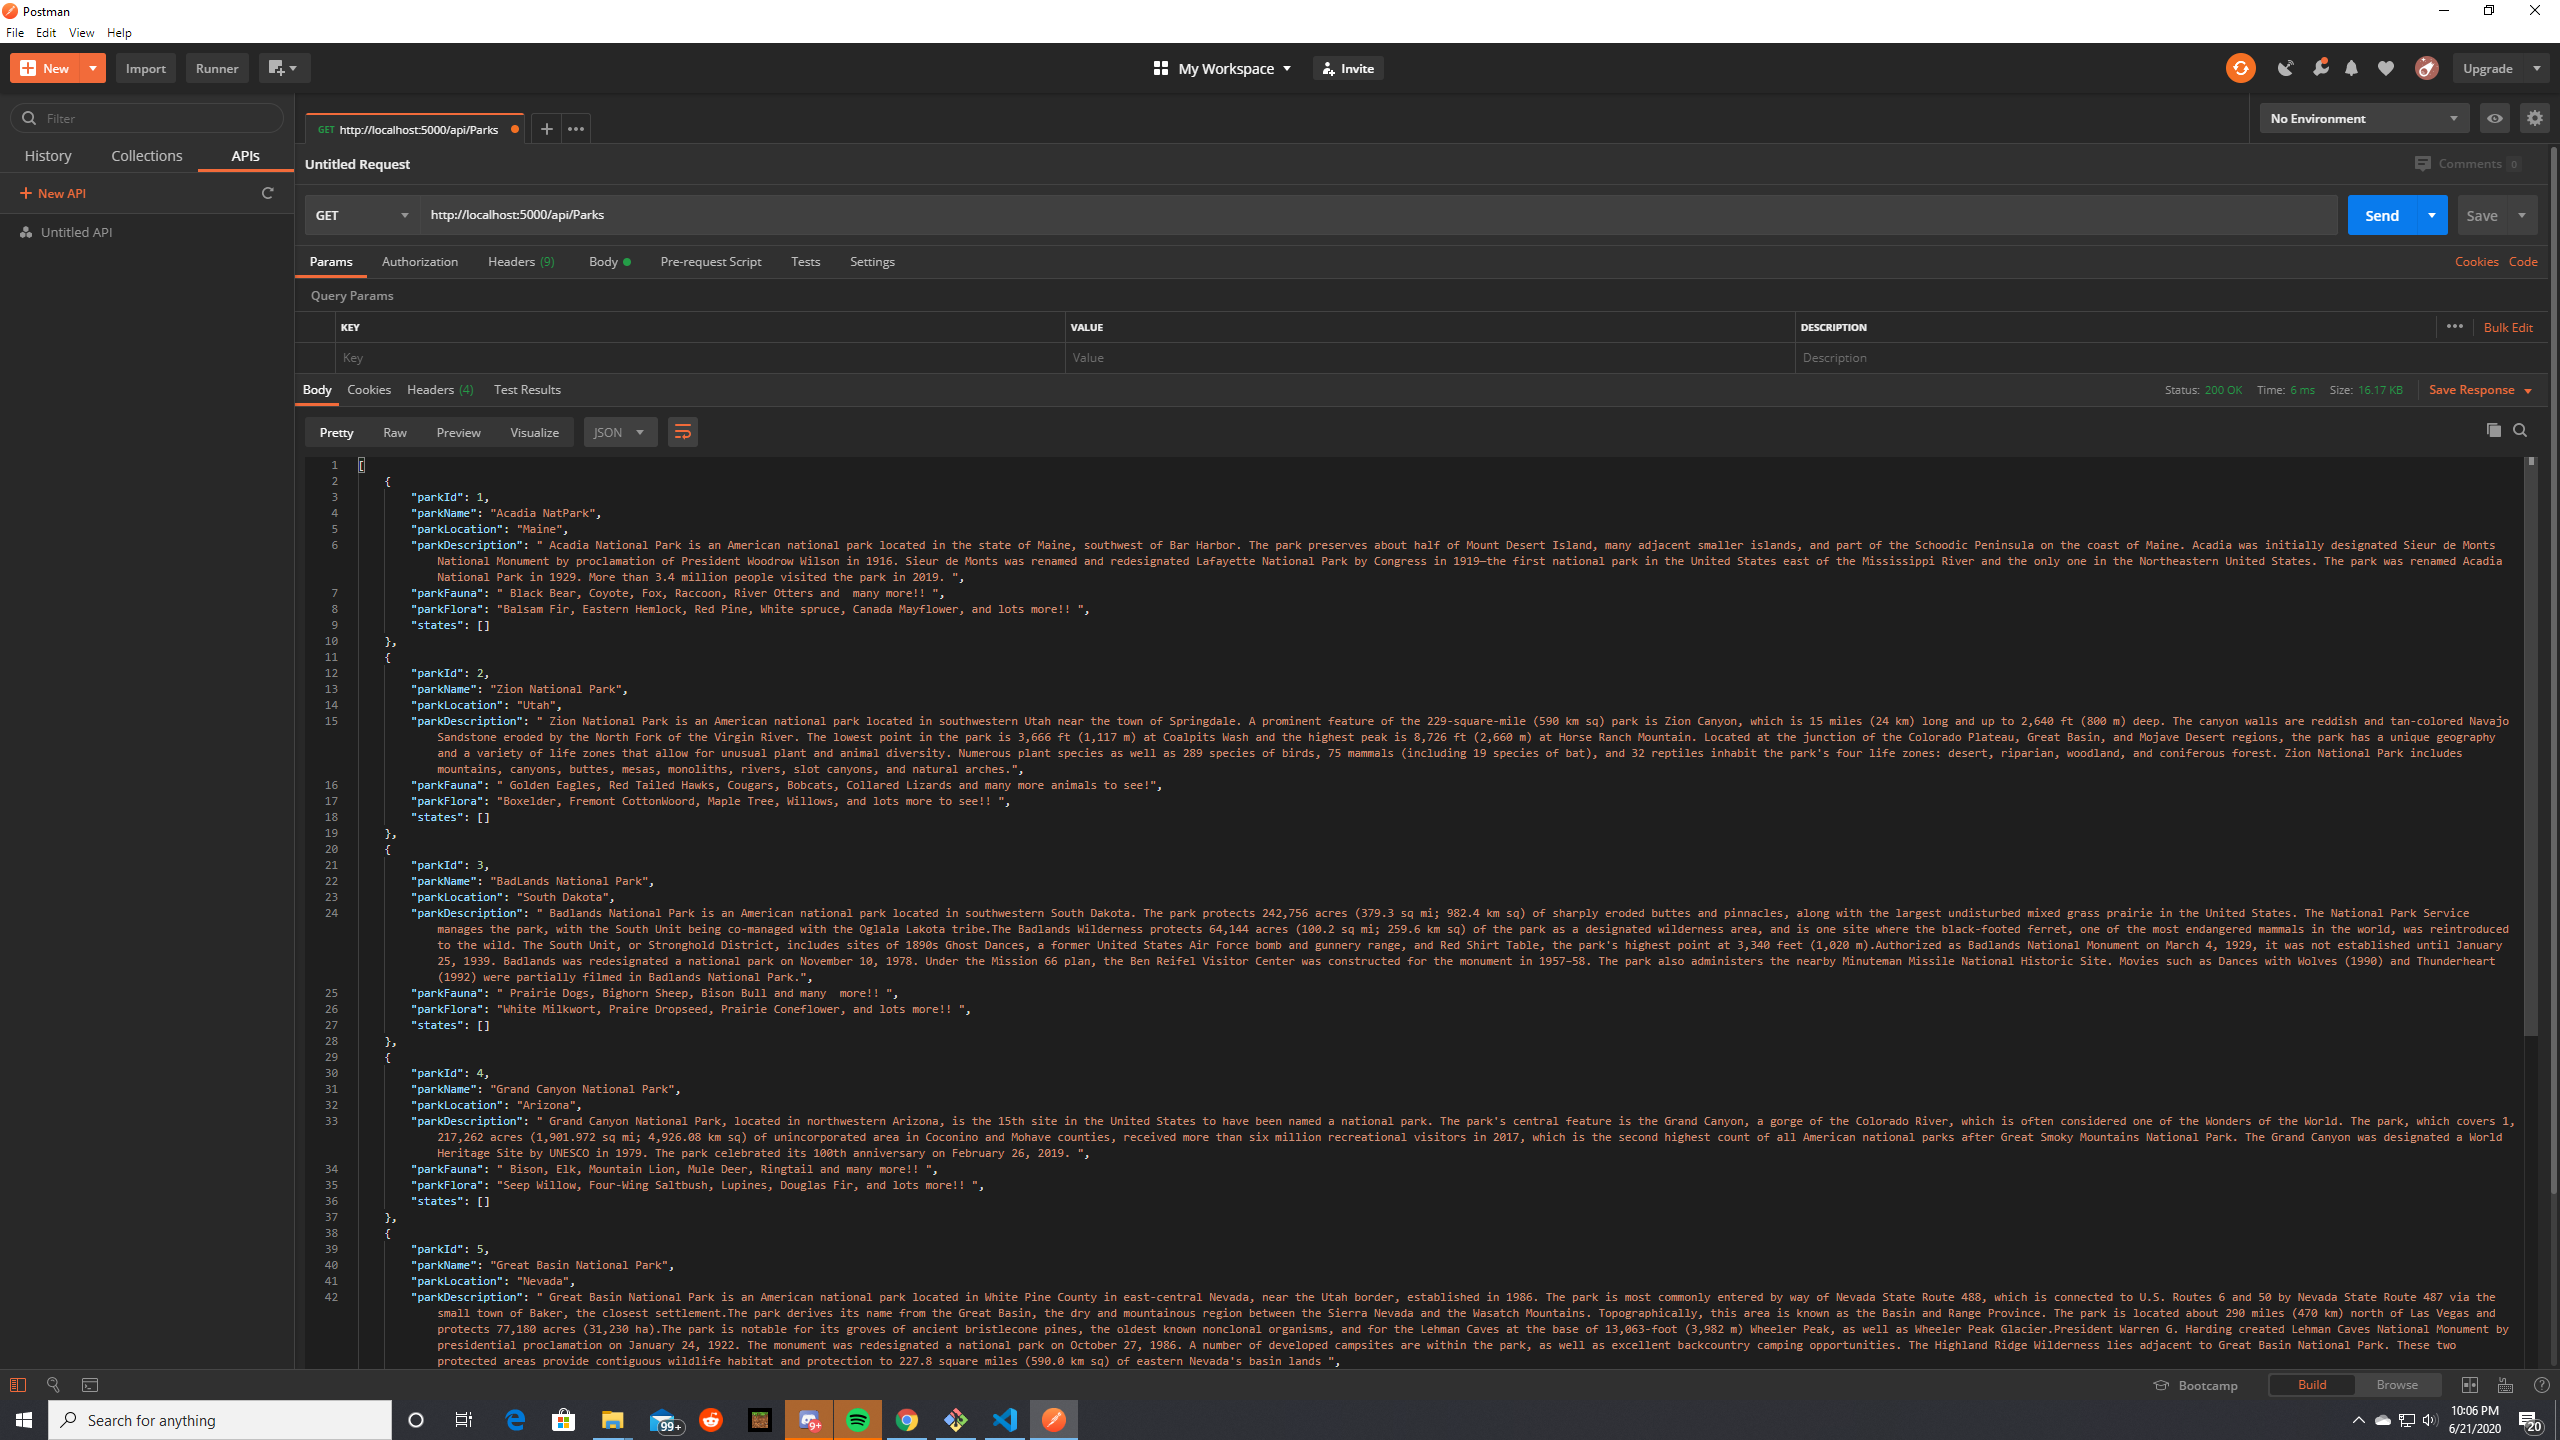 Postman
File Edit View Help
New Import Runner My Workspace Invite Upgrade
Filter
History Collections APIs
New API
Untitled API
GET http://localhost:5000/api/Parks
No Environment
Untitled Request
Comments 0
GET http://localhost:5000/api/Parks Send Save
Params Authorization Headers (9) Body Pre-request Script Tests Settings Cookies Code
Query Params
KEY VALUE DESCRIPTION Bulk Edit
Key Value Description
Body Cookies Headers (4) Test Results Status: 200 OK Time: 6 ms Size: 16.17 KB Save Response
Pretty Raw Preview Visualize JSON
1 [
2 {
3 "parkId": 1,
4 "parkName": "Acadia NatPark",
5 "parkLocation": "Maine",
6 "parkDescription": " Acadia National Park is an American national park located in the state of Maine, southwest of Bar Harbor. The park preserves about half of Mount Desert Island, many adjacent smaller islands, and part of the Schoodic Peninsula on the coast of Maine. Acadia was initially designated Sieur de Monts
National Monument by proclamation of President Woodrow Wilson in 1916. Sieur de Monts was renamed and redesignated Lafayette National Park by Congress in 1919—the first national park in the United States east of the Mississippi River and the only one in the Northeastern United States. The park was renamed Acadia
National Park in 1929. More than 3.4 million people visited the park in 2019. ",
7 "parkFauna": " Black Bear, Coyote, Fox, Raccoon, River Otters and  many more!! ",
8 "parkFlora": "Balsam Fir, Eastern Hemlock, Red Pine, White spruce, Canada Mayflower, and lots more!! ",
9 "states": []
10 },
11 {
12 "parkId": 2,
13 "parkName": "Zion National Park",
14 "parkLocation": "Utah",
15 "parkDescription": " Zion National Park is an American national park located in southwestern Utah near the town of Springdale. A prominent feature of the 229-square-mile (590 km sq) park is Zion Canyon, which is 15 miles (24 km) long and up to 2,640 ft (800 m) deep. The canyon walls are reddish and tan-colored Navajo
Sandstone eroded by the North Fork of the Virgin River. The lowest point in the park is 3,666 ft (1,117 m) at Coalpits Wash and the highest peak is 8,726 ft (2,660 m) at Horse Ranch Mountain. Located at the junction of the Colorado Plateau, Great Basin, and Mojave Desert regions, the park has a unique geography
and a variety of life zones that allow for unusual plant and animal diversity. Numerous plant species as well as 289 species of birds, 75 mammals (including 19 species of bat), and 32 reptiles inhabit the park's four life zones: desert, riparian, woodland, and coniferous forest. Zion National Park includes
mountains, canyons, buttes, mesas, monoliths, rivers, slot canyons, and natural arches.",
16 "parkFauna": " Golden Eagles, Red Tailed Hawks, Cougars, Bobcats, Collared Lizards and many more animals to see!",
17 "parkFlora": "Boxelder, Fremont CottonWoord, Maple Tree, Willows, and lots more to see!! ",
18 "states": []
19 },
20 {
21 "parkId": 3,
22 "parkName": "BadLands National Park",
23 "parkLocation": "South Dakota",
24 "parkDescription": " Badlands National Park is an American national park located in southwestern South Dakota. The park protects 242,756 acres (379.3 sq mi; 982.4 km sq) of sharply eroded buttes and pinnacles, along with the largest undisturbed mixed grass prairie in the United States. The National Park Service
manages the park, with the South Unit being co-managed with the Oglala Lakota tribe.The Badlands Wilderness protects 64,144 acres (100.2 sq mi; 259.6 km sq) of the park as a designated wilderness area, and is one site where the black-footed ferret, one of the most endangered mammals in the world, was reintroduced
to the wild. The South Unit, or Stronghold District, includes sites of 1890s Ghost Dances, a former United States Air Force bomb and gunnery range, and Red Shirt Table, the park's highest point at 3,340 feet (1,020 m).Authorized as Badlands National Monument on March 4, 1929, it was not established until January
25, 1939. Badlands was redesignated a national park on November 10, 1978. Under the Mission 66 plan, the Ben Reifel Visitor Center was constructed for the monument in 1957–58. The park also administers the nearby Minuteman Missile National Historic Site. Movies such as Dances with Wolves (1990) and Thunderheart
(1992) were partially filmed in Badlands National Park.",
25 "parkFauna": " Prairie Dogs, Bighorn Sheep, Bison Bull and many  more!! ",
26 "parkFlora": "White Milkwort, Praire Dropseed, Prairie Coneflower, and lots more!! ",
27 "states": []
28 },
29 {
30 "parkId": 4,
31 "parkName": "Grand Canyon National Park",
32 "parkLocation": "Arizona",
33 "parkDescription": " Grand Canyon National Park, located in northwestern Arizona, is the 15th site in the United States to have been named a national park. The park's central feature is the Grand Canyon, a gorge of the Colorado River, which is often considered one of the Wonders of the World. The park, which covers 1,
217,262 acres (1,901.972 sq mi; 4,926.08 km sq) of unincorporated area in Coconino and Mohave counties, received more than six million recreational visitors in 2017, which is the second highest count of all American national parks after Great Smoky Mountains National Park. The Grand Canyon was designated a World
Heritage Site by UNESCO in 1979. The park celebrated its 100th anniversary on February 26, 2019. ",
34 "parkFauna": " Bison, Elk, Mountain Lion, Mule Deer, Ringtail and many more!! ",
35 "parkFlora": "Seep Willow, Four-Wing Saltbush, Lupines, Douglas Fir, and lots more!! ",
36 "states": []
37 },
38 {
39 "parkId": 5,
40 "parkName": "Great Basin National Park",
41 "parkLocation": "Nevada",
42 "parkDescription": " Great Basin National Park is an American national park located in White Pine County in east-central Nevada, near the Utah border, established in 1986. The park is most commonly entered by way of Nevada State Route 488, which is connected to U.S. Routes 6 and 50 by Nevada State Route 487 via the
small town of Baker, the closest settlement.The park derives its name from the Great Basin, the dry and mountainous region between the Sierra Nevada and the Wasatch Mountains. Topographically, this area is known as the Basin and Range Province. The park is located about 290 miles (470 km) north of Las Vegas and
protects 77,180 acres (31,230 ha).The park is notable for its groves of ancient bristlecone pines, the oldest known nonclonal organisms, and for the Lehman Caves at the base of 13,063-foot (3,982 m) Wheeler Peak, as well as Wheeler Peak Glacier.President Warren G. Harding created Lehman Caves National Monument by
presidential proclamation on January 24, 1922. The monument was redesignated a national park on October 27, 1986. A number of developed campsites are within the park, as well as excellent backcountry camping opportunities. The Highland Ridge Wilderness lies adjacent to Great Basin National Park. These two
protected areas provide contiguous wildlife habitat and protection to 227.8 square miles (590.0 km sq) of eastern Nevada's basin lands ",
Bootcamp Build Browse
Search for anything 99+ 9+ 10:06 PM
6/21/2020 20